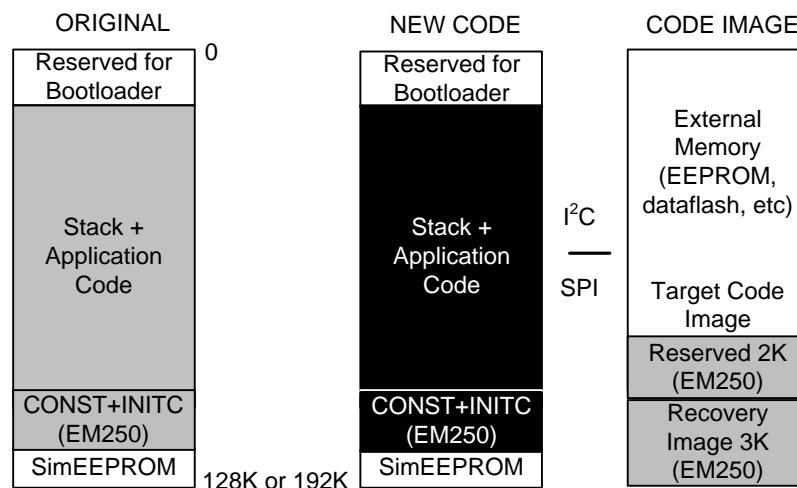 ORIGINAL
0
Reserved for
Bootloader
Stack +
Application
Code
CONST+INITC
(EM250)
SimEEPROM
128K or 192K
NEW CODE
Reserved for
Bootloader
Stack +
Application
Code
CONST+INITC
(EM250)
SimEEPROM
I²C
SPI
CODE IMAGE
External
Memory
(EEPROM,
dataflash, etc)
Target Code
Image
Reserved 2K
(EM250)
Recovery
Image 3K
(EM250)